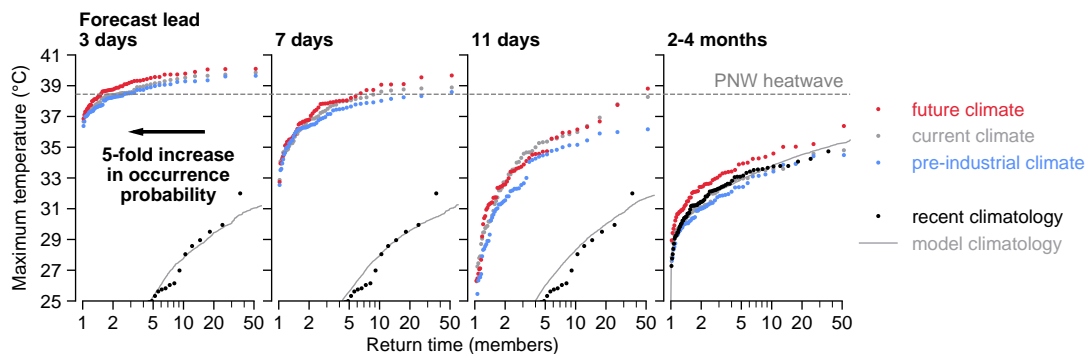 Forecast lead
3 days
7 days
11 days
2-4 months
Maximum temperature (°C)
41
39
37
35
33
31
29
27
25
PNW heatwave
5-fold increase
in occurrence
probability
1 2 5 10 20 50
1 2 5 10 20 50
1 2 5 10 20 50
1 2 5 10 20 50
Return time (members)
Return time (members)
future climate
current climate
pre-industrial climate
recent climatology
model climatology